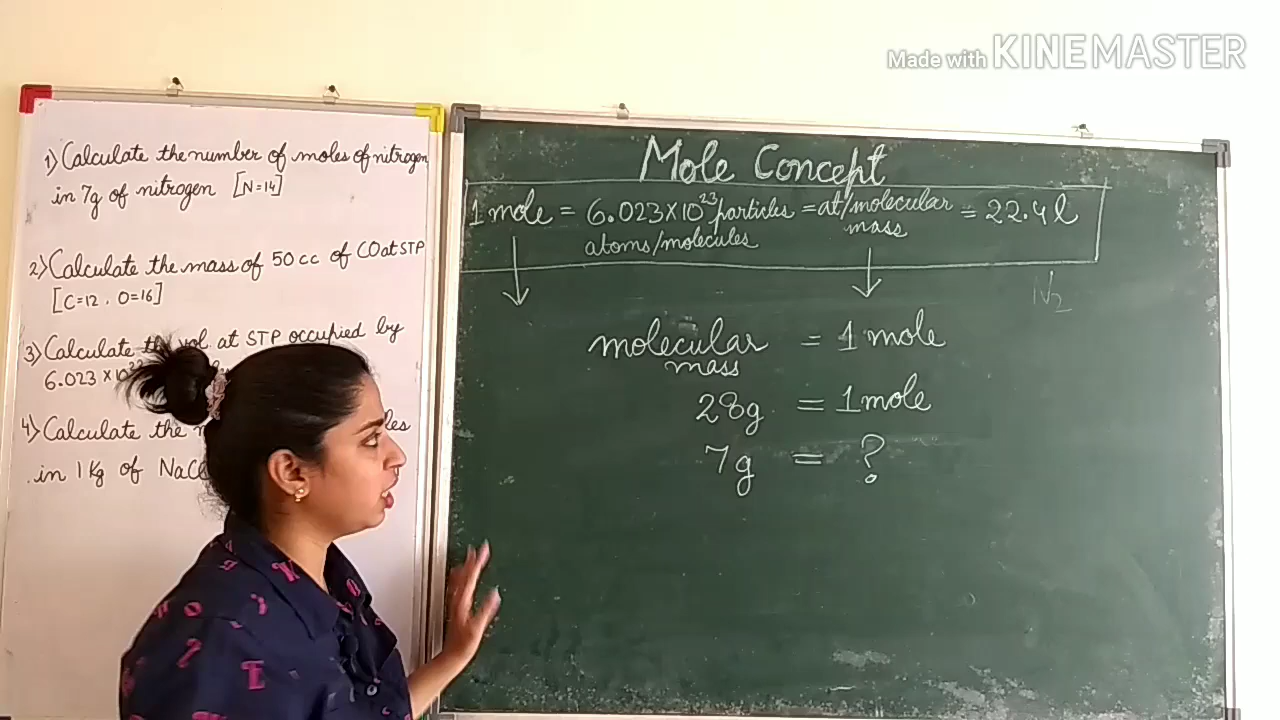 Made with KINEMASTER
1) Calculate the number of moles of nitrogen
in 7g of nitrogen [N=14]
2) Calculate the mass of 50 cc of CO at STP
[C=12, O=16]
3) Calculate the vol at STP occupied by
6.023 × 10
4) Calculate the
in 1 Kg of
Mole Concept
1 mole = 6.023 × 10²³ particles = at/molecular = 22.4 l
atoms/molecules mass
N₂
molecular = 1 mole
mass
28g = 1 mole
7g = ?